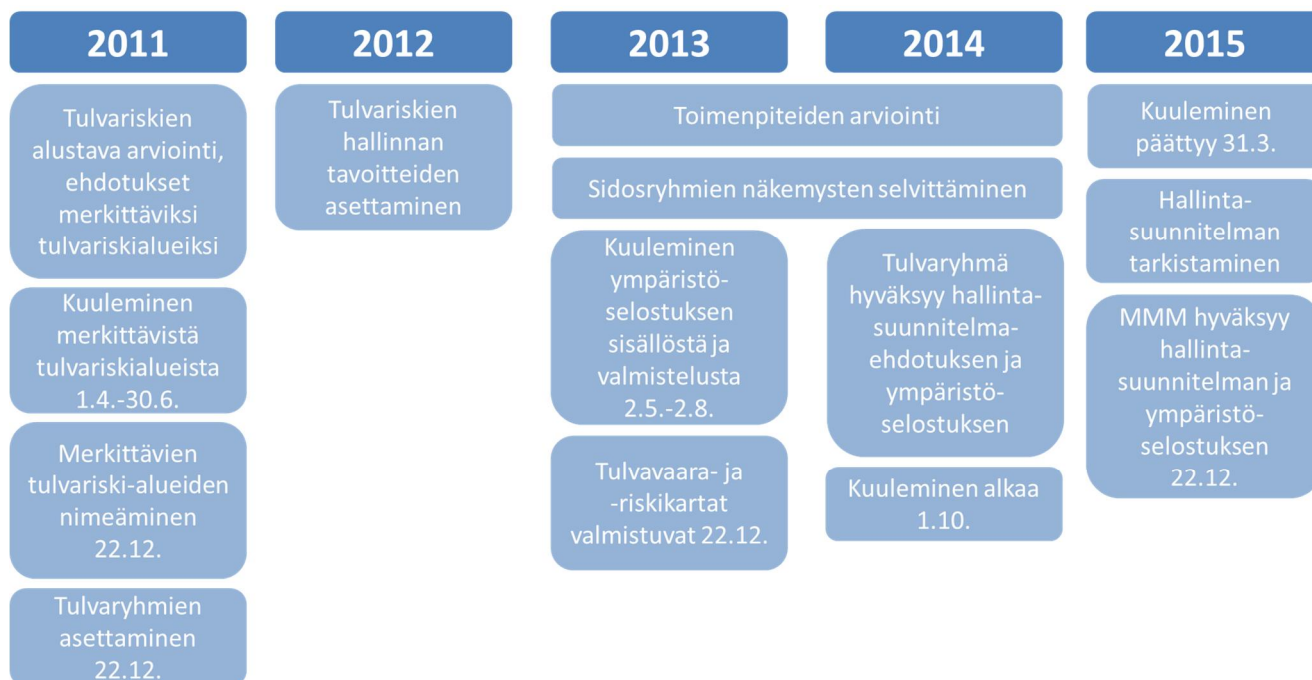 2011
Tulvariskien
alustava arviointi,
ehdotukset
merkittäviksi
tulvariskialueiksi
Kuuleminen
merkittävistä
tulvariskialueista
1.4.-30.6.
Merkittävien
tulvariski-alueiden
nimeäminen
22.12.
Tulvaryhmien
asettaminen
22.12.
2012
Tulvariskien
hallinnan
tavoitteiden
asettaminen
2013
2014
Toimenpiteiden arviointi
Sidosryhmien näkemysten selvittäminen
Kuuleminen
ympäristö-
selostuksen
sisällöstä ja
valmistelusta
2.5.-2.8.
Tulvavaara- ja
-riskikartat
valmistuvat 22.12.
Tulvaryhmä
hyväksyy hallinta-
suunnitelma-
ehdotuksen ja
ympäristö-
selostuksen
Kuuleminen alkaa
1.10.
2015
Kuuleminen
päättyy 31.3.
Hallinta-
suunnitelman
tarkistaminen
MMM hyväksyy
hallinta-
suunnitelman ja
ympäristö-
selostuksen
22.12.